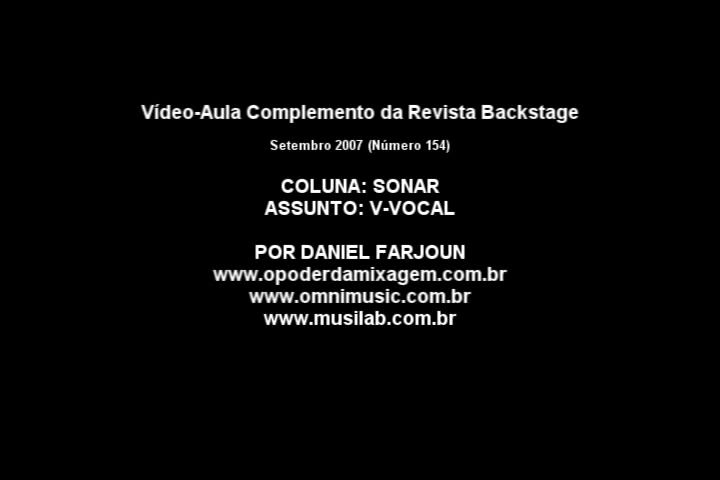 Vídeo-Aula Complemento da Revista Backstage
Setembro 2007 (Número 154)
COLUNA: SONAR
ASSUNTO: V-VOCAL
POR DANIEL FARJOUN
www.opoderdamixagem.com.br
www.omnimusic.com.br
www.musilab.com.br